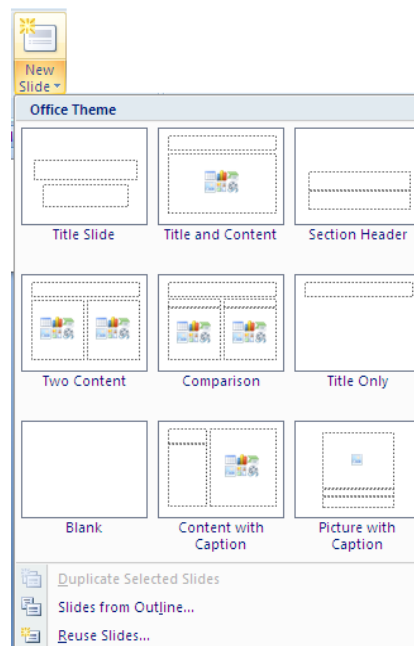 New
Slide
Office Theme
Title Slide
Title and Content
Section Header
Two Content
Comparison
Title Only
Blank
Content with
Caption
Picture with
Caption
Duplicate Selected Slides
Slides from Outline...
Reuse Slides...